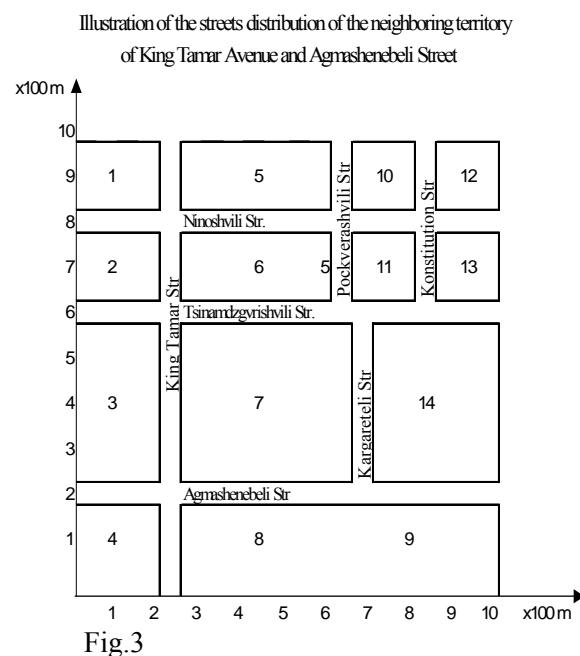 Illustration of the streets distribution of the neighboring territory
of King Tamar Avenue and Agmashenebeli Street
x100 m
10
9
8
7
6
5
4
3
2
1
1
5
10
12
Ninoshvili Str.
Pockverashvili Str
Konstitution Str
2
6
5
11
13
King Tamar Str
Tsinamdzgvrishvili Str.
3
7
Kargareteli Str
14
Agmashenebeli Str
4
8
9
1 2 3 4 5 6 7 8 9 10 x100 m
Fig.3